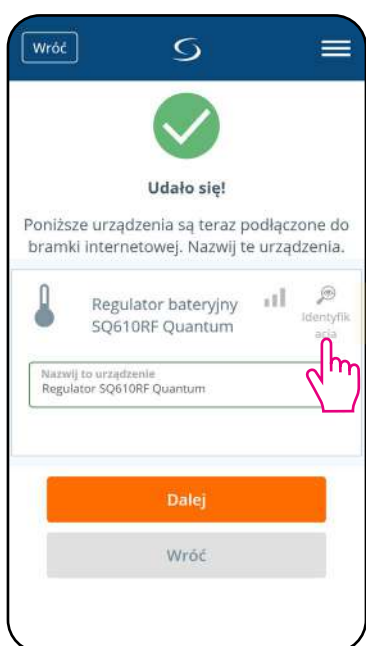 Wróć
Udało się!
Poniższe urządzenia są teraz podłączone do
bramki internetowej. Nazwij te urządzenia.
Regulator bateryjny
SQ610RF Quantum
Identyfik
acja
Nazwij to urządzenie
Regulator SQ610RF Quantum
Dalej
Wróć